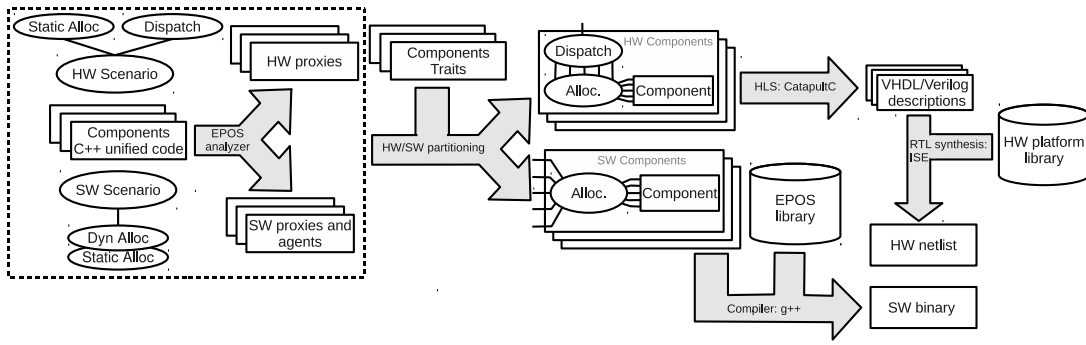 Static Alloc
Dispatch
HW Scenario
Components
C++ unified code
SW Scenario
Dyn Alloc
Static Alloc
EPOS
analyzer
HW proxies
SW proxies and
agents
Components
Traits
HW/SW partitioning
HW Components
Dispatch
Alloc.
Component
SW Components
Alloc.
Component
HLS: CatapultC
VHDL/Verilog
descriptions
RTL synthesis:
ISE
HW platform
library
EPOS
library
HW netlist
Compiler: g++
SW binary